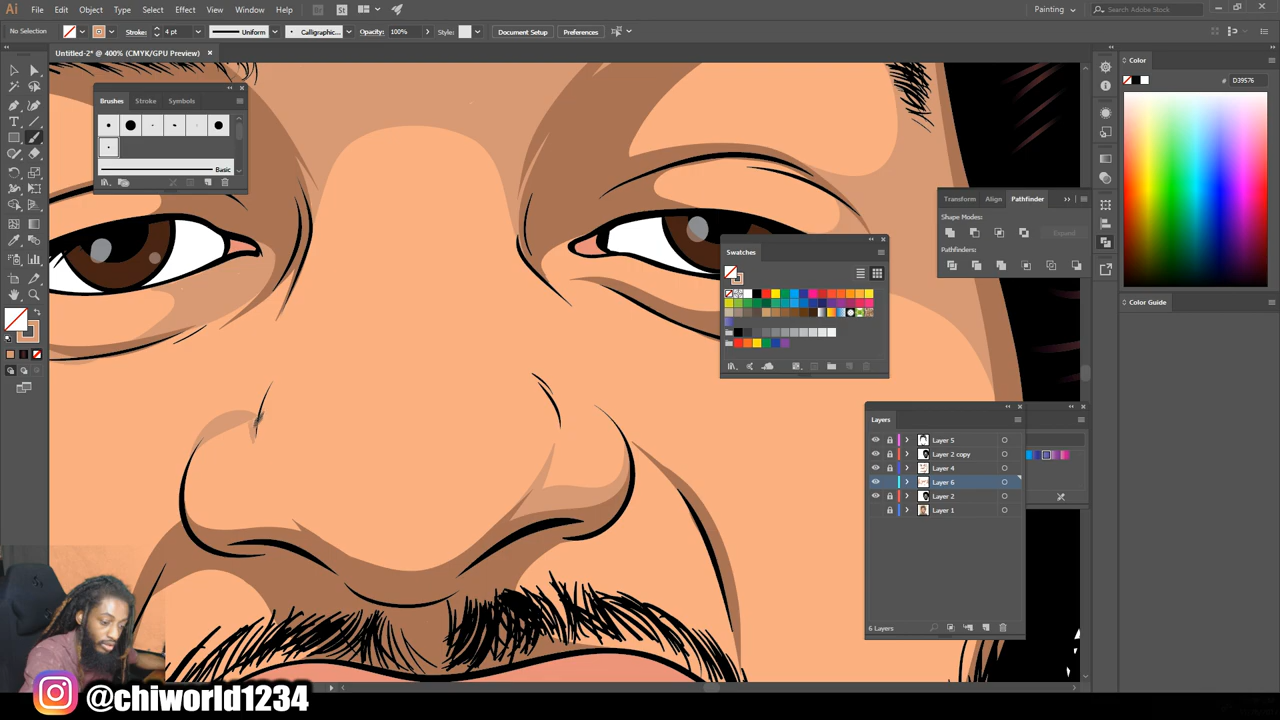 Ai File Edit Object Type Select Effect View Window Help Br St Painting Search Adobe Stock
No Selection Stroke: 4 pt Uniform Calligraphic... Opacity: 100% Style: Document Setup Preferences
Untitled-2* @ 400% (CMYK/GPU Preview)
Color
# D39576
Brushes Stroke Symbols
Basic
Transform Align Pathfinder
Shape Modes:
Expand
Pathfinders:
Swatches
Color Guide
Layers
Layer 5
Layer 2 copy
Layer 4
Layer 6
Layer 2
Layer 1
6 Layers
@chiworld1234